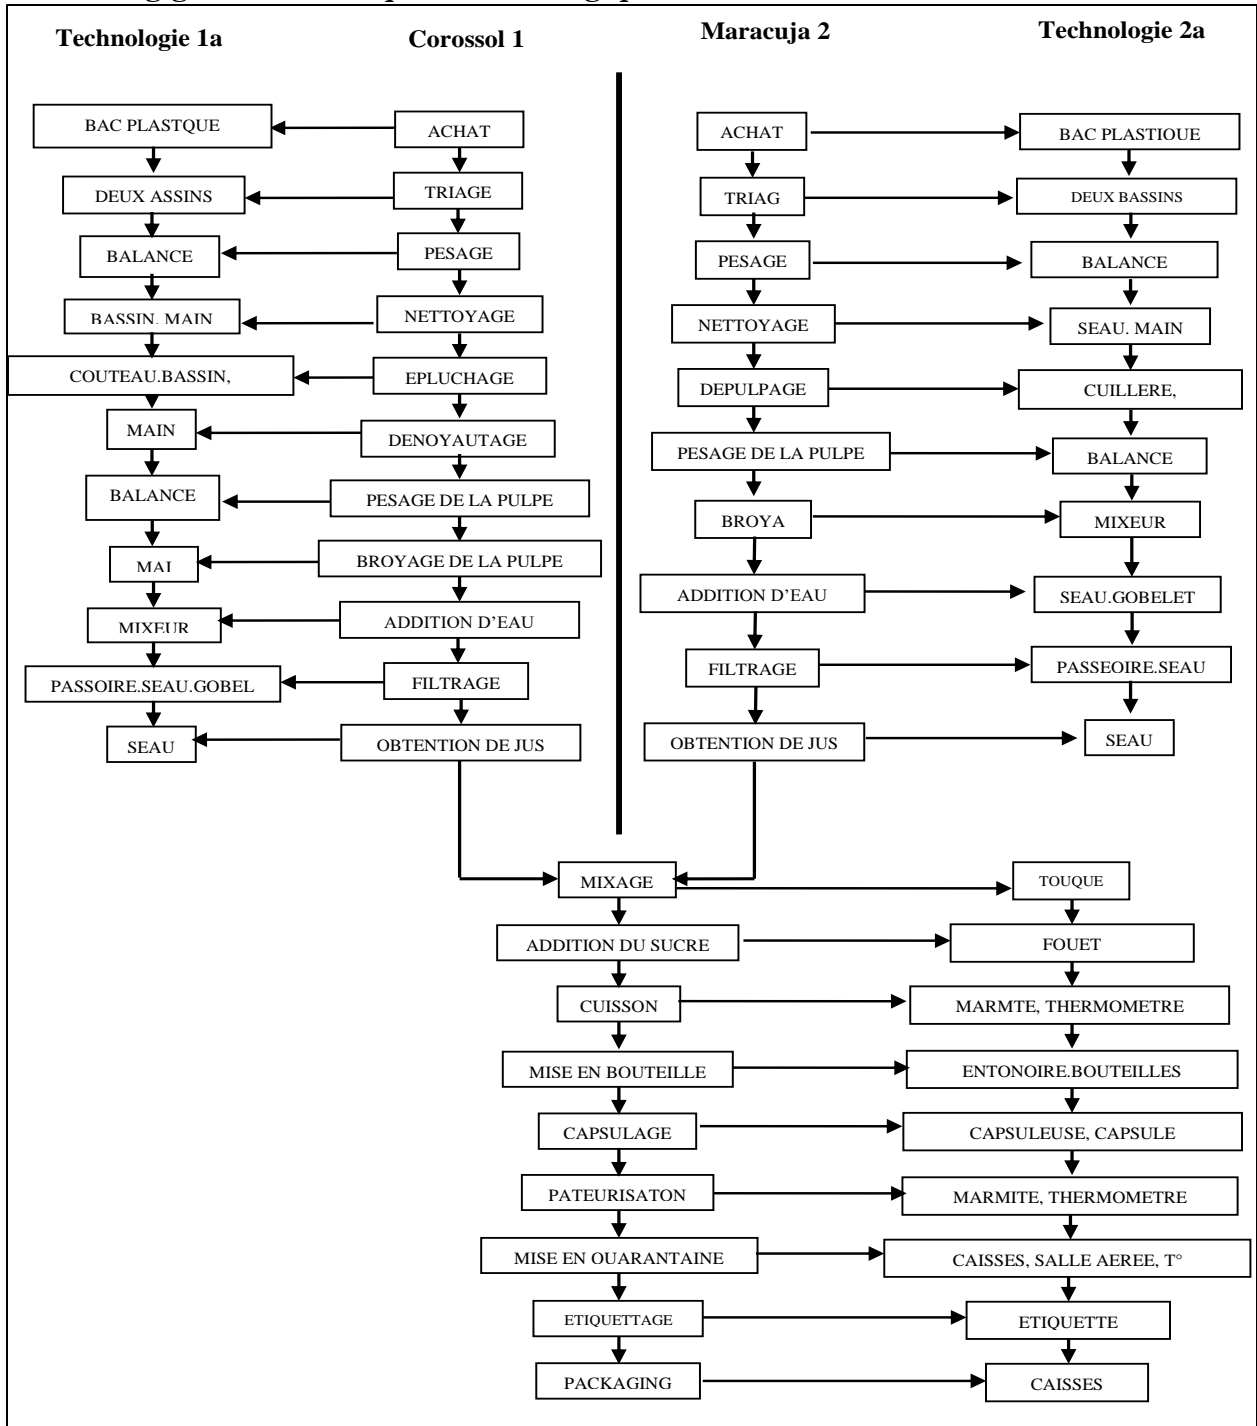 Technologie 1a
Corossol 1
Maracuja 2
Technologie 2a
BAC PLASTQUE
ACHAT
ACHAT
BAC PLASTIQUE
DEUX ASSINS
TRIAGE
TRIAG
DEUX BASSINS
BALANCE
PESAGE
PESAGE
BALANCE
BASSIN. MAIN
NETTOYAGE
NETTOYAGE
SEAU. MAIN
COUTEAU.BASSIN,
EPLUCHAGE
DEPULPAGE
CUILLERE,
MAIN
DENOYAUTAGE
PESAGE DE LA PULPE
BALANCE
BALANCE
PESAGE DE LA PULPE
BROYA
MIXEUR
MAI
BROYAGE DE LA PULPE
ADDITION D’EAU
SEAU.GOBELET
MIXEUR
ADDITION D’EAU
FILTRAGE
PASSEOIRE.SEAU
PASSOIRE.SEAU.GOBEL
FILTRAGE
SEAU
OBTENTION DE JUS
OBTENTION DE JUS
SEAU
MIXAGE
TOUQUE
ADDITION DU SUCRE
FOUET
CUISSON
MARMTE, THERMOMETRE
MISE EN BOUTEILLE
ENTONOIRE.BOUTEILLES
CAPSULAGE
CAPSULEUSE, CAPSULE
PATEURISATON
MARMITE, THERMOMETRE
MISE EN QUARANTAINE
CAISSES, SALLE AEREE, T°
ETIQUETTAGE
ETIQUETTE
PACKAGING
CAISSES